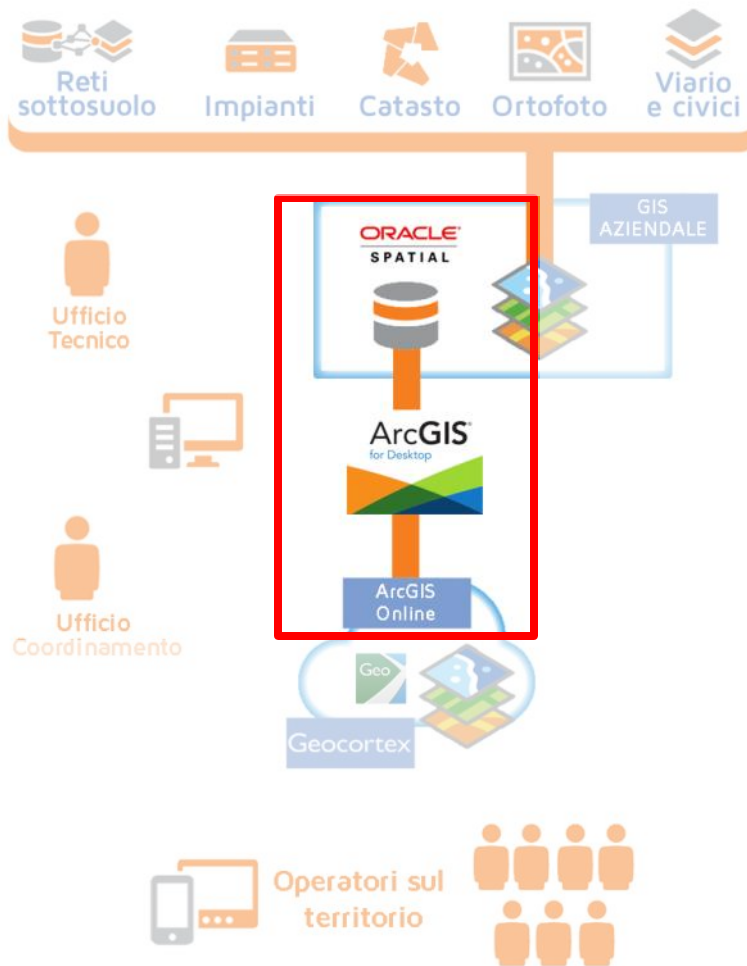 Reti
sottosuolo
Impianti
Catasto
Ortofoto
Viario
e civici
GIS
AZIENDALE
ORACLE®
SPATIAL
Ufficio
Tecnico
ArcGIS®
for Desktop
ArcGIS
Online
Ufficio
Coordinamento
Geo
Geocortex
Operatori sul
territorio